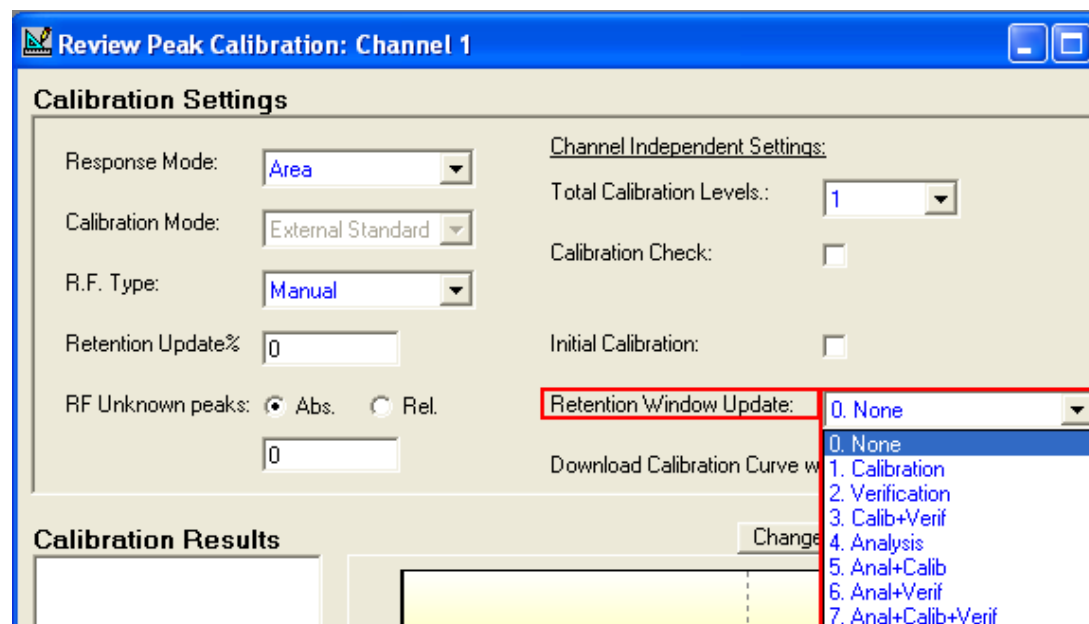 Review Peak Calibration: Channel 1
Calibration Settings
Response Mode:
Area
Calibration Mode:
External Standard
R.F. Type:
Manual
Retention Update%
0
RF Unknown peaks:
Abs.
Rel.
0
Channel Independent Settings:
Total Calibration Levels.:
1
Calibration Check:
Initial Calibration:
Retention Window Update:
0. None
0. None
1. Calibration
2. Verification
3. Calib+Verif
4. Analysis
5. Anal+Calib
6. Anal+Verif
7. Anal+Calib+Verif
Download Calibration Curve w
Calibration Results
Change